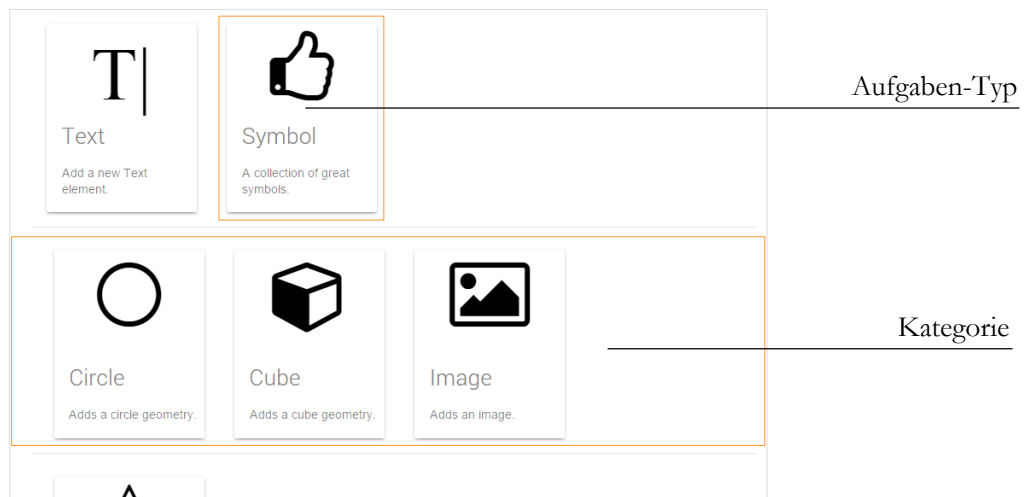 T
Text
Add a new Text
element.
Symbol
A collection of great
symbols.
Aufgaben-Typ
Circle
Adds a circle geometry.
Cube
Adds a cube geometry.
Image
Adds an image.
Kategorie